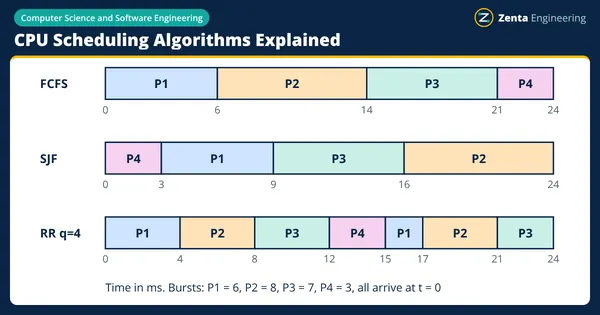 Computer Science and Software Engineering
Zenta Engineering
CPU Scheduling Algorithms Explained
FCFS P1 P2 P3 P4
0 6 14 21 24
SJF P4 P1 P3 P2
0 3 9 16 24
RR q=4 P1 P2 P3 P4 P1 P2 P3
0 4 8 12 15 17 21 24
Time in ms. Bursts: P1 = 6, P2 = 8, P3 = 7, P4 = 3, all arrive at t = 0